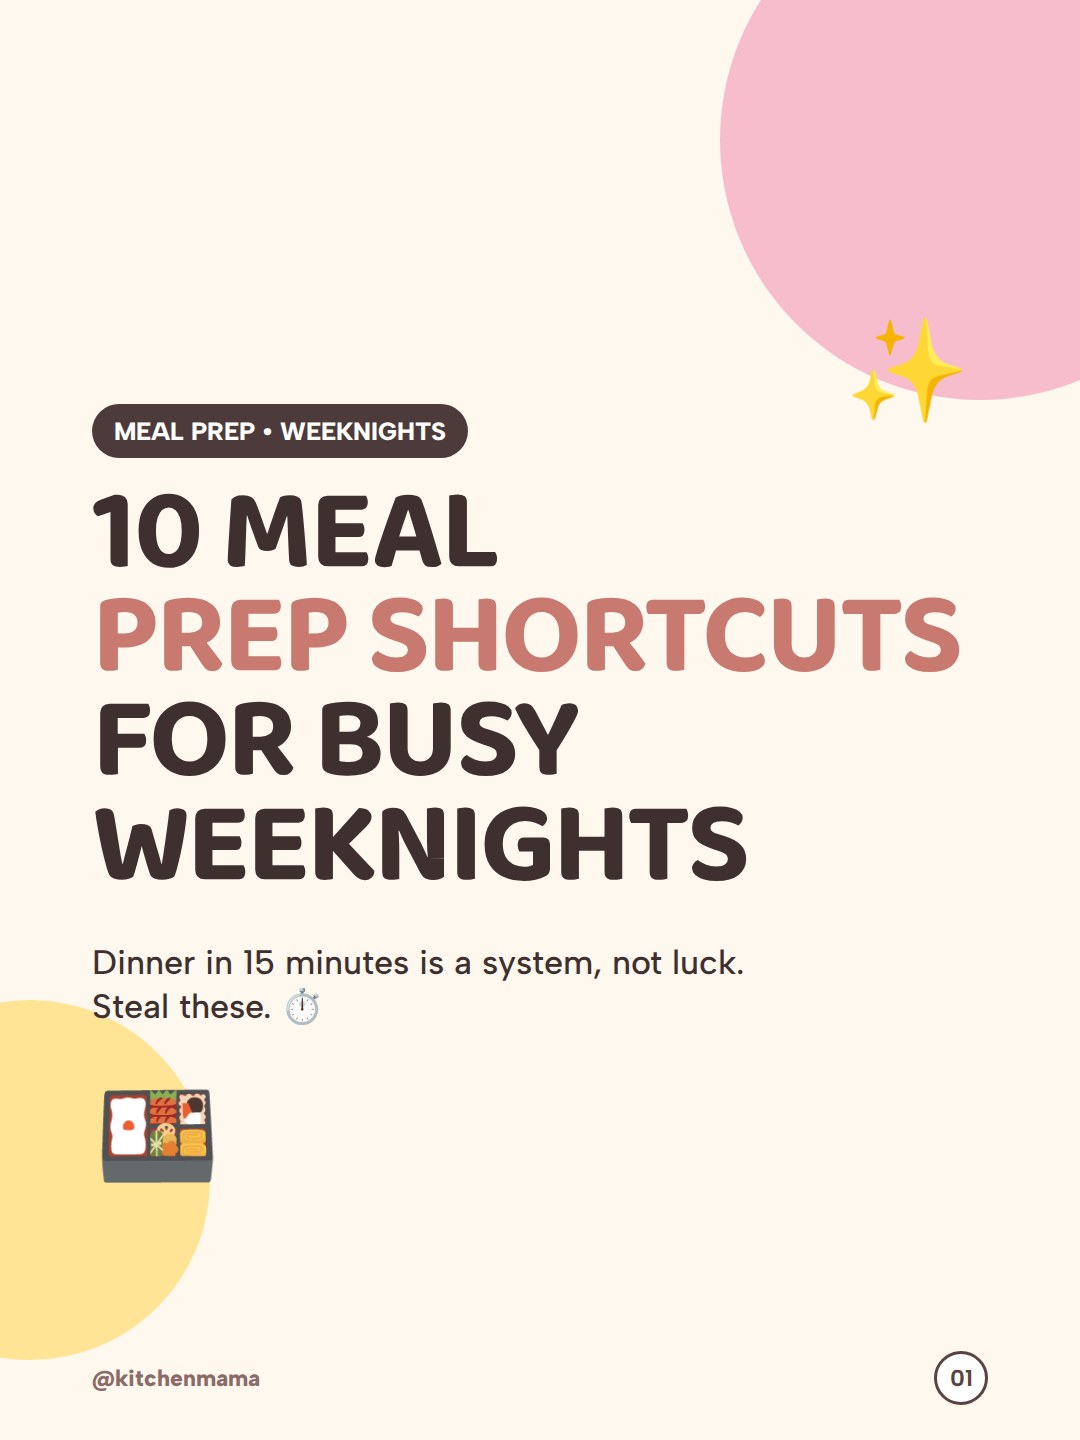 MEAL PREP • WEEKNIGHTS
10 MEAL
PREP SHORTCUTS
FOR BUSY
WEEKNIGHTS
Dinner in 15 minutes is a system, not luck.
Steal these. ⏱️
@kitchenmama
01